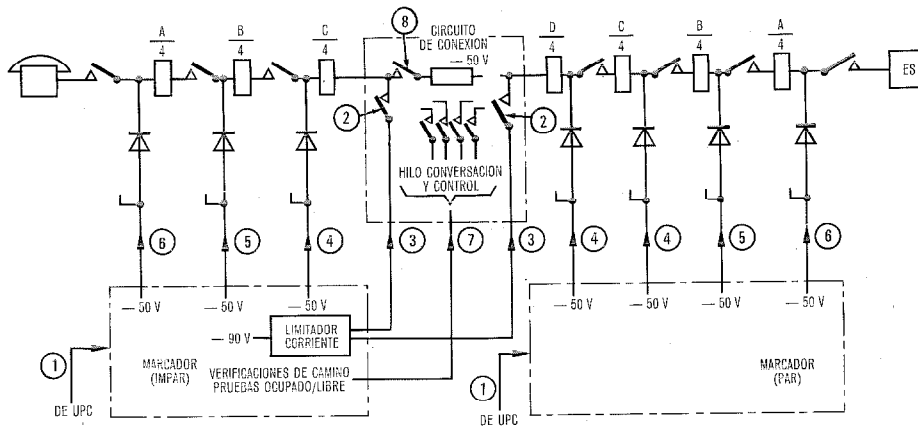 A
4
B
4
C
4
8
CIRCUITO
DE CONEXION
— 50 V
D
4
C
4
B
4
A
4
ES
2
2
HILO CONVERSACION
Y CONTROL
6
5
4
3
7
3
4
4
5
6
— 50 V
— 50 V
— 50 V
— 50 V
— 50 V
— 50 V
— 50 V
— 90 V
LIMITADOR
CORRIENTE
1
MARCADOR
(IMPAR)
VERIFICACIONES DE CAMINO
PRUEBAS OCUPADO/LIBRE
DE UPC
1
MARCADOR
(PAR)
DE UPC